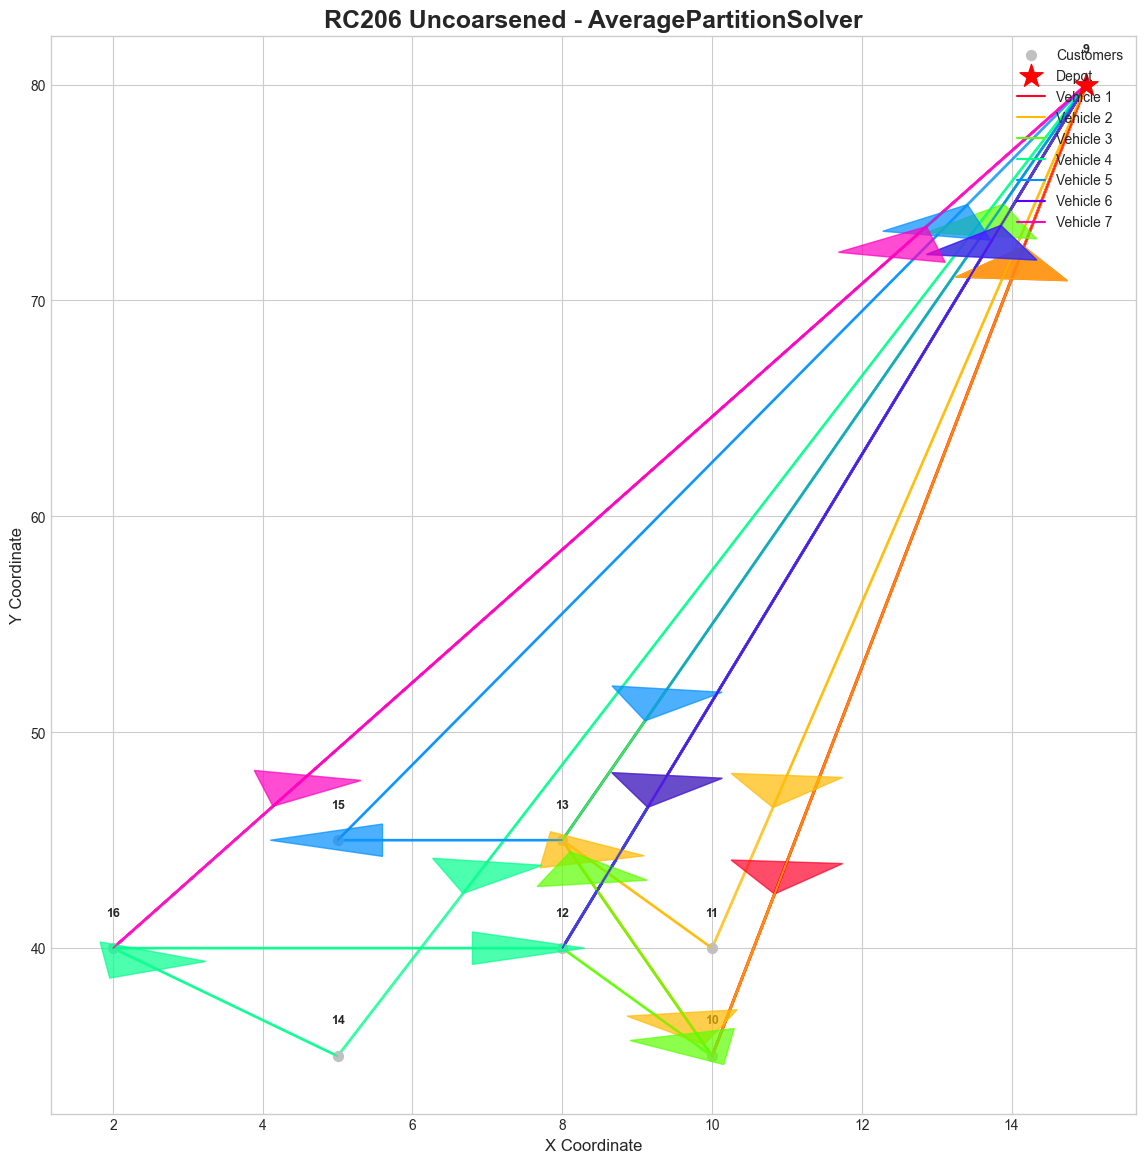 RC206 Uncoarsened - AveragePartitionSolver
9
Customers
Depot
Vehicle 1
Vehicle 2
Vehicle 3
Vehicle 4
Vehicle 5
Vehicle 6
Vehicle 7
80
70
60
50
40
Y Coordinate
15
13
16
12
11
14
10
2
4
6
8
10
12
14
X Coordinate